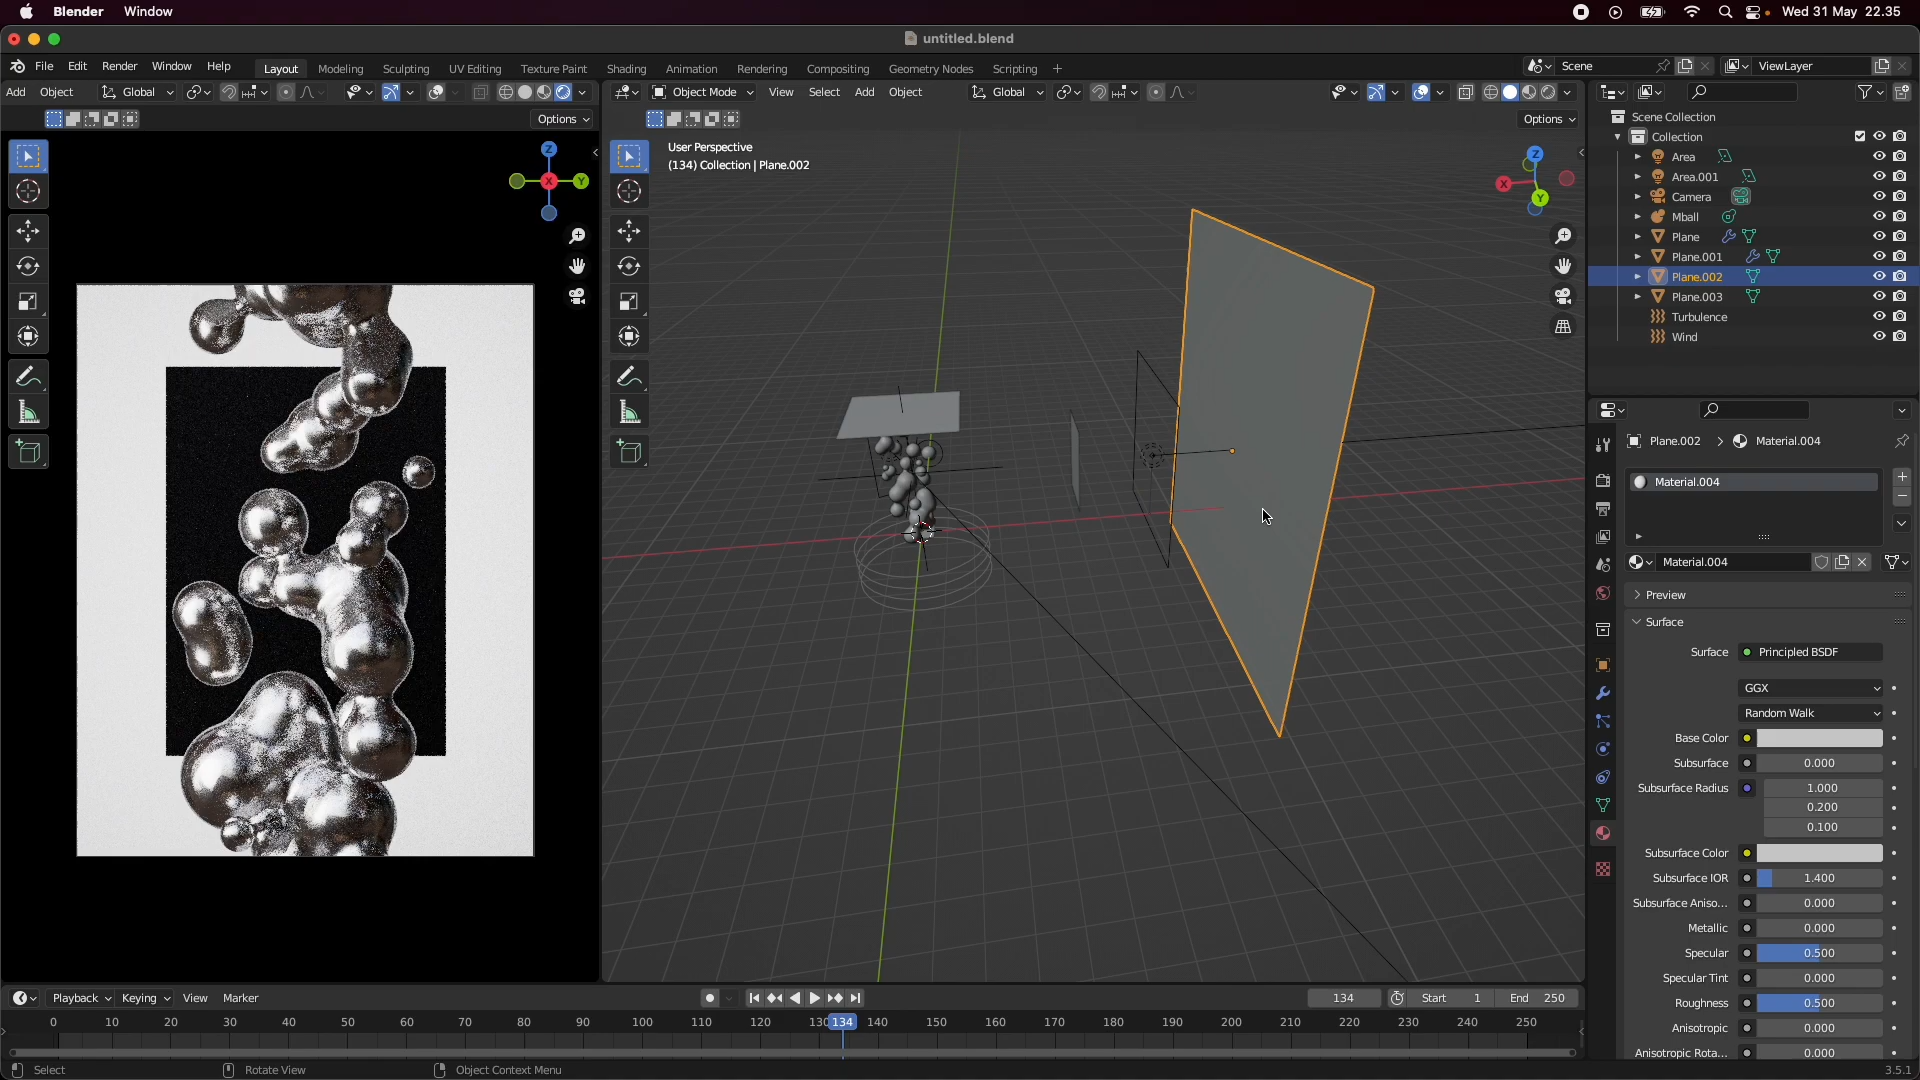 Blender Window Wed 31 May 22.35
untitled.blend
File Edit Render Window Help Layout Modeling Sculpting UV Editing Texture Paint Shading Animation Rendering Compositing Geometry Nodes Scripting + Scene ViewLayer
Add Object Global Object Mode View Select Add Object Global
Options Options
User Perspective
(134) Collection | Plane.002
Z
X Y
Z
X Y
Scene Collection
Collection
Area
Area.001
Camera
Mball
Plane
Plane.001
Plane.002
Plane.003
Turbulence
Wind
Plane.002 > Material.004
Material.004
Material.004
Preview
Surface
Surface Principled BSDF
GGX
Random Walk
Base Color
Subsurface 0.000
Subsurface Radius 1.000
0.200
0.100
Subsurface Color
Subsurface IOR 1.400
Subsurface Aniso... 0.000
Metallic 0.000
Specular 0.500
Specular Tint 0.000
Roughness 0.500
Anisotropic 0.000
Anisotropic Rota... 0.000
Playback Keying View Marker 134 Start 1 End 250
0 10 20 30 40 50 60 70 80 90 100 110 120 130 134 140 150 160 170 180 190 200 210 220 230 240 250
Select Rotate View Object Context Menu 3.5.1